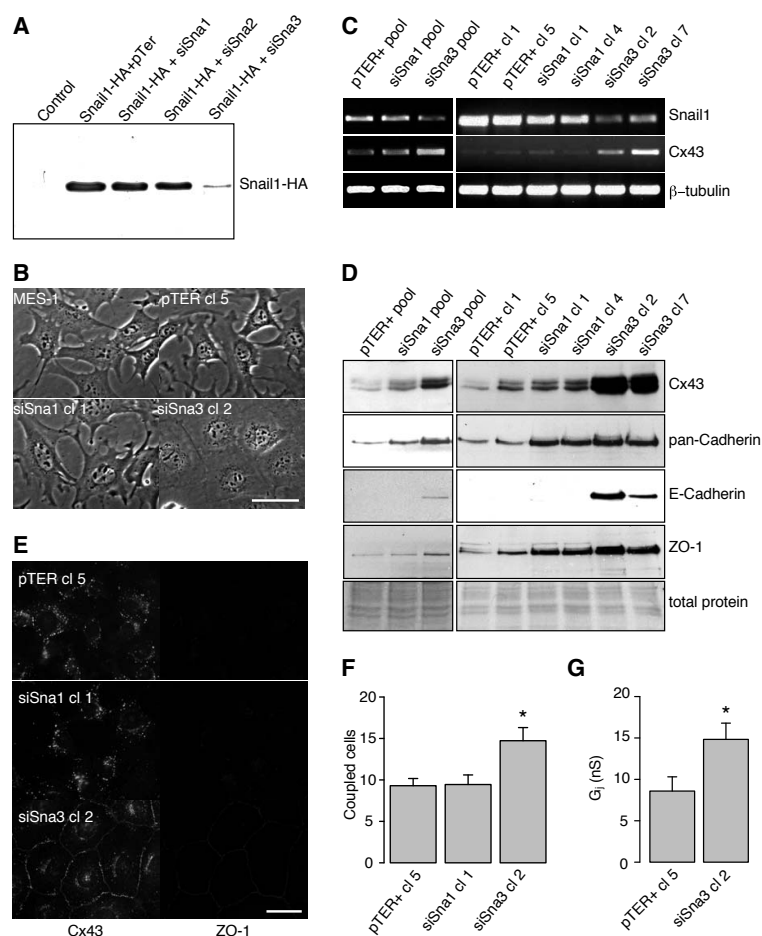 A
Control
Snail1-HA+pTer
Snail1-HA + siSna1
Snail1-HA + siSna2
Snail1-HA + siSna3
Snail1-HA
B
MES-1
pTER cl 5
siSna1 cl 1
siSna3 cl 2
C
pTER+ pool
siSna1 pool
siSna3 pool
pTER+ cl 1
pTER+ cl 5
siSna1 cl 1
siSna1 cl 4
siSna3 cl 2
siSna3 cl 7
Snail1
Cx43
β-tubulin
D
pTER+ pool
siSna1 pool
siSna3 pool
pTER+ cl 1
pTER+ cl 5
siSna1 cl 1
siSna1 cl 4
siSna3 cl 2
siSna3 cl 7
Cx43
pan-Cadherin
E-Cadherin
ZO-1
total protein
E
pTER cl 5
siSna1 cl 1
siSna3 cl 2
Cx43
ZO-1
F
Coupled cells
20
15
10
5
0
*
pTER+ cl 5
siSna1 cl 1
siSna3 cl 2
G
Gj (nS)
20
15
10
5
0
*
pTER+ cl 5
siSna3 cl 2